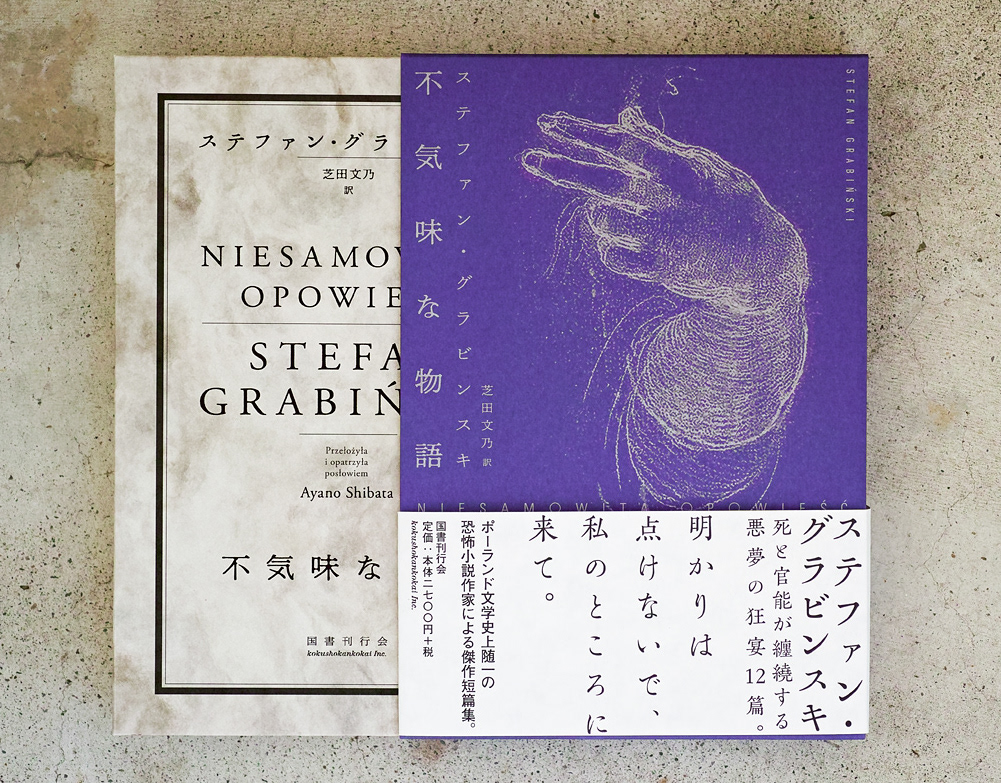 ステファン・グラ
芝田文乃
訳
NIESAMOW
OPOWIE
STEFA
GRABIŃ
Przełożyła
i opatrzyła
posłowiem
Ayano Shibata
不気味な
国書刊行会
kokushokankokai Inc.
STEFAN GRABIŃSKI
ステファン・グラビンスキ
不気味な物語
芝田文乃 訳
NIESAMOWITA OPOWIEŚĆ
ステファン・
グラビンスキ
死と官能が纏繞する
悪夢の狂宴12篇。
明かりは
点けないで、
私のところに
来て。
ポーランド文学史上随一の
恐怖小説作家による傑作短篇集。
国書刊行会
定価：本体二七〇〇円＋税
kokushokankokai Inc.